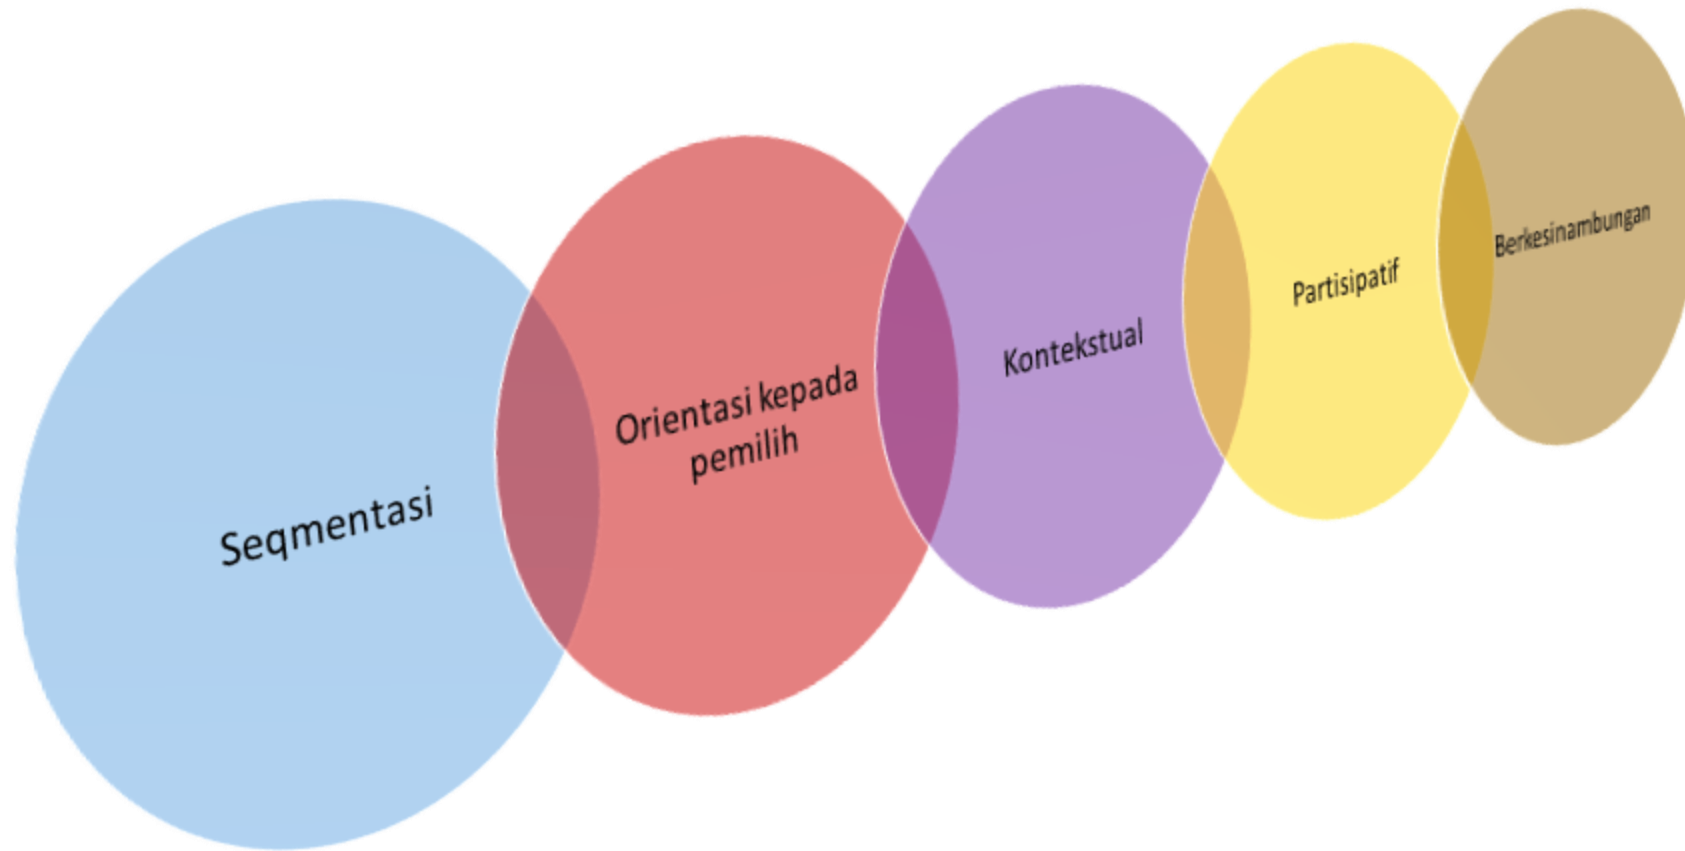 Seqmentasi
Orientasi kepada
pemilih
Kontekstual
Partisipatif
Berkesinambungan